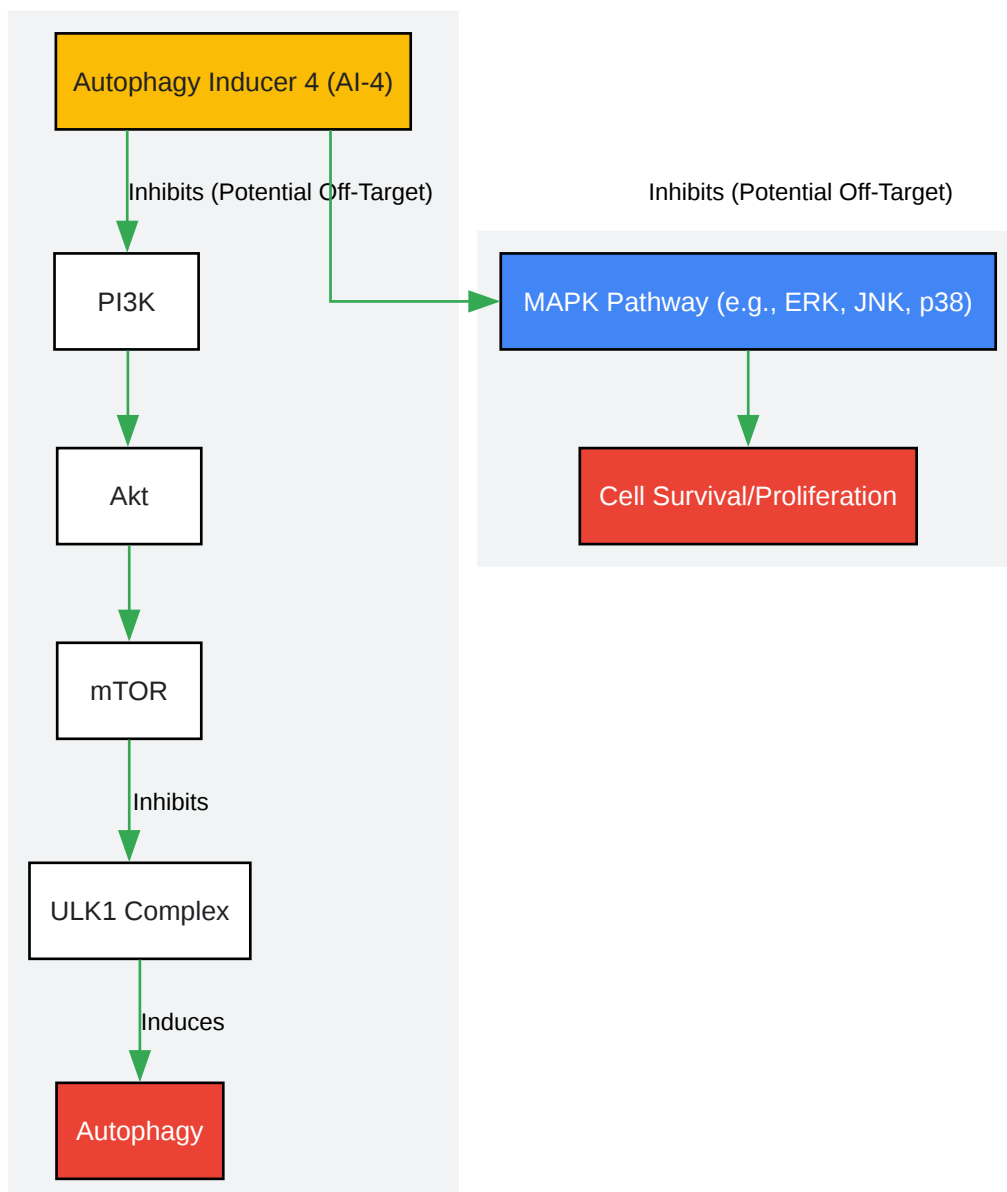 Autophagy Inducer 4 (AI-4)
Inhibits (Potential Off-Target)
Inhibits (Potential Off-Target)
PI3K
MAPK Pathway (e.g., ERK, JNK, p38)
Akt
Cell Survival/Proliferation
mTOR
Inhibits
ULK1 Complex
Induces
Autophagy